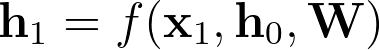 𝐡₁ = f(𝐱₁, 𝐡₀, 𝐖)